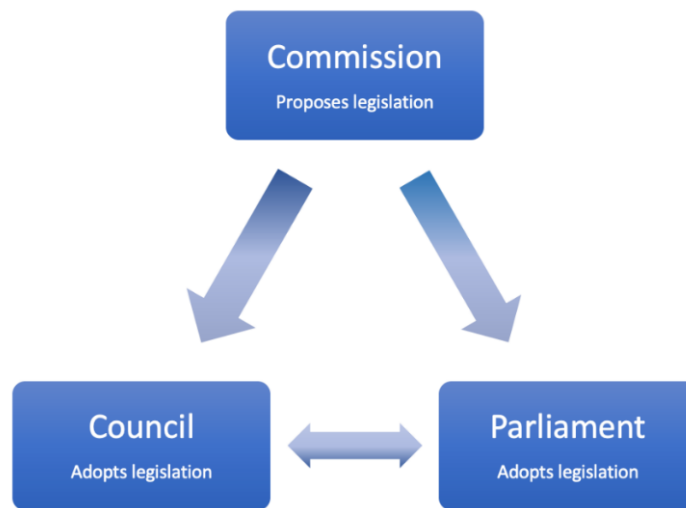 Commission
Proposes legislation
Council
Adopts legislation
Parliament
Adopts legislation